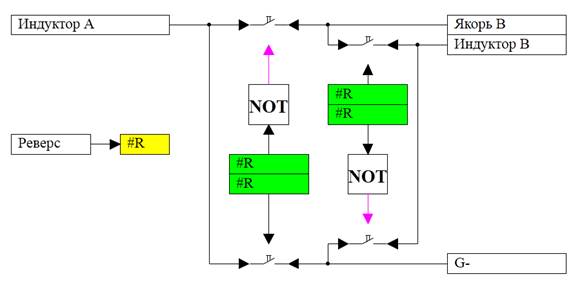 Индуктор А
Якорь В
Индуктор В
#R
#R
NOT
Реверс
#R
#R
#R
NOT
G-